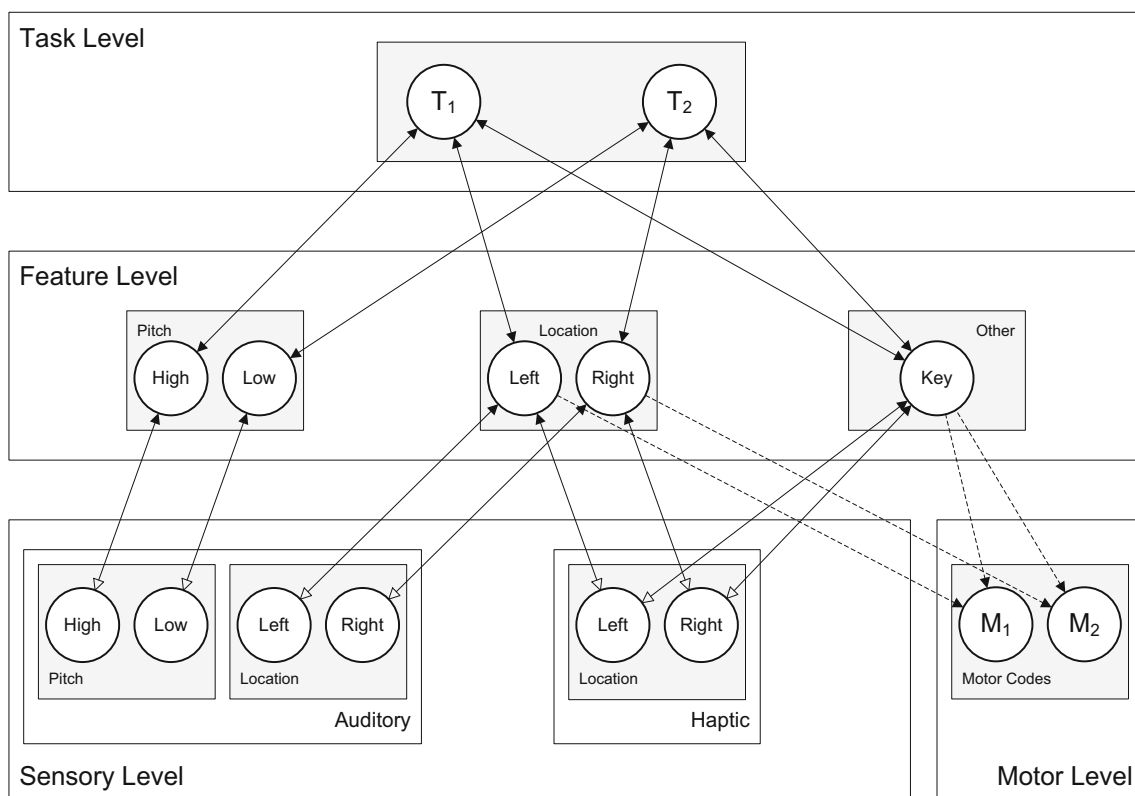 Task Level
T1
T2
Feature Level
Pitch
High
Low
Location
Left
Right
Other
Key
High
Low
Pitch
Left
Right
Location
Auditory
Left
Right
Location
Haptic
Sensory Level
M1
M2
Motor Codes
Motor Level